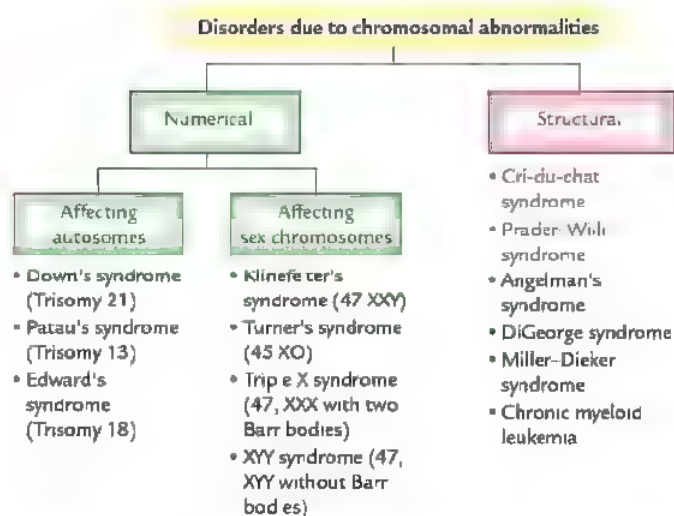 Disorders due to chromosomal abnormalities
Numerical
Structural
Affecting
autosomes
• Down's syndrome
(Trisomy 21)
• Patau's syndrome
(Trisomy 13)
• Edward's
syndrome
(Trisomy 18)
Affecting
sex chromosomes
• Klinefelter's
syndrome (47 XXY)
• Turner's syndrome
(45 XO)
• Triple X syndrome
(47, XXX with two
Barr bodies)
• XYY syndrome (47,
XYY without Barr
bodies)
• Cri-du-chat
syndrome
• Prader-Willi
syndrome
• Angelman's
syndrome
• DiGeorge syndrome
• Miller-Dieker
syndrome
• Chronic myeloid
leukemia